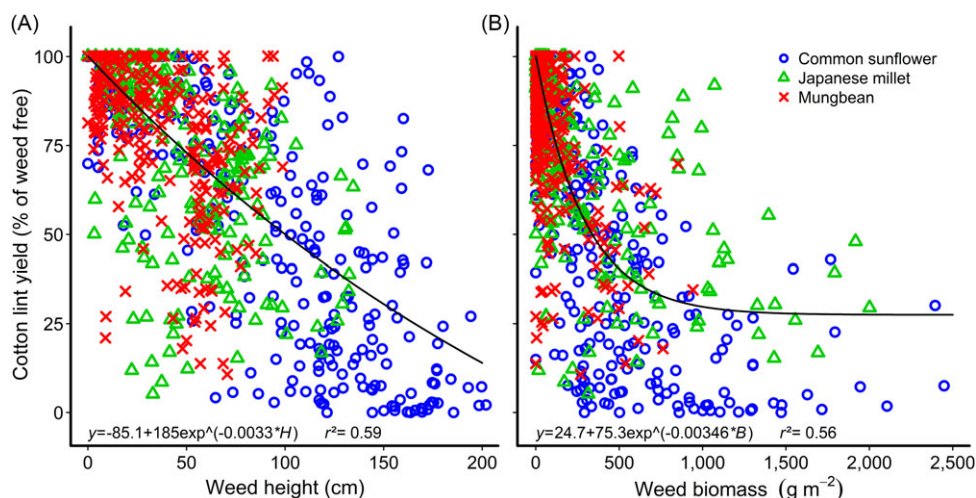 (A)
(B)
Cotton lint yield (% of weed free)
100
75
50
25
0
Common sunflower
Japanese millet
Mungbean
y=-85.1+185exp^(-0.0033*H) r²= 0.59
y=24.7+75.3exp^(-0.00346*B) r²= 0.56
0 50 100 150 200
0 500 1,000 1,500 2,000 2,500
Weed height (cm)
Weed biomass (g m⁻²)